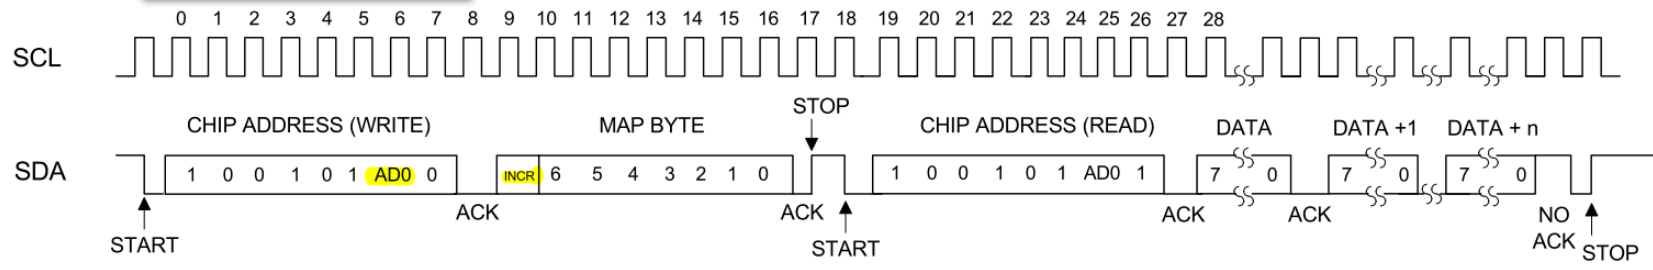 0 1 2 3 4 5 6 7 8 9 10 11 12 13 14 15 16 17 18 19 20 21 22 23 24 25 26 27 28
SCL
STOP
CHIP ADDRESS (WRITE) MAP BYTE CHIP ADDRESS (READ) DATA DATA +1 DATA + n
SDA 1 0 0 1 0 1 AD0 0 INCR 6 5 4 3 2 1 0 1 0 0 1 0 1 AD0 1 7 0 7 0 7 0
ACK ACK ACK ACK NO
START START ACK STOP